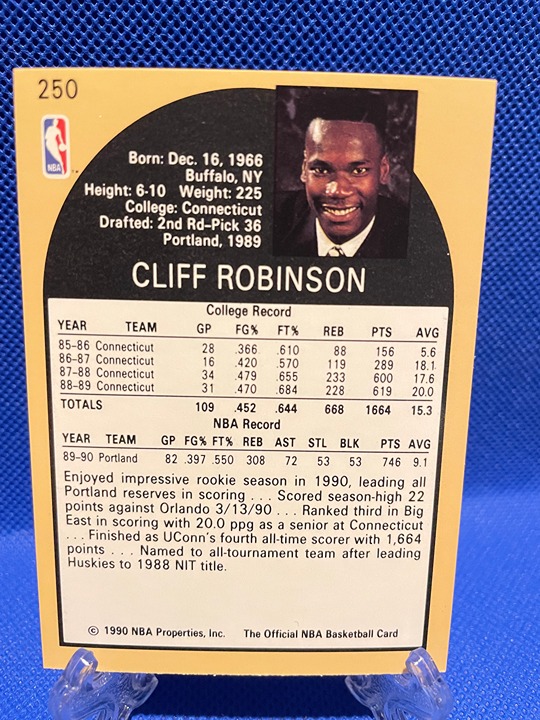 250
NBA
Born: Dec. 16, 1966
Buffalo, NY
Height: 6-10 Weight: 225
College: Connecticut
Drafted: 2nd Rd-Pick 36
Portland, 1989
CLIFF ROBINSON
College Record
YEAR TEAM GP FG% FT% REB PTS AVG
85-86 Connecticut 28 .366 .610 88 156 5.6
86-87 Connecticut 16 .420 .570 119 289 18.1
87-88 Connecticut 34 .479 .655 233 600 17.6
88-89 Connecticut 31 .470 .684 228 619 20.0
TOTALS 109 .452 .644 668 1664 15.3
NBA Record
YEAR TEAM GP FG% FT% REB AST STL BLK PTS AVG
89-90 Portland 82 .397 .550 308 72 53 53 746 9.1
Enjoyed impressive rookie season in 1990, leading all
Portland reserves in scoring . . . Scored season-high 22
points against Orlando 3/13/90 . . . Ranked third in Big
East in scoring with 20.0 ppg as a senior at Connecticut
. . . Finished as UConn's fourth all-time scorer with 1,664
points . . . Named to all-tournament team after leading
Huskies to 1988 NIT title.
© 1990 NBA Properties, Inc. The Official NBA Basketball Card